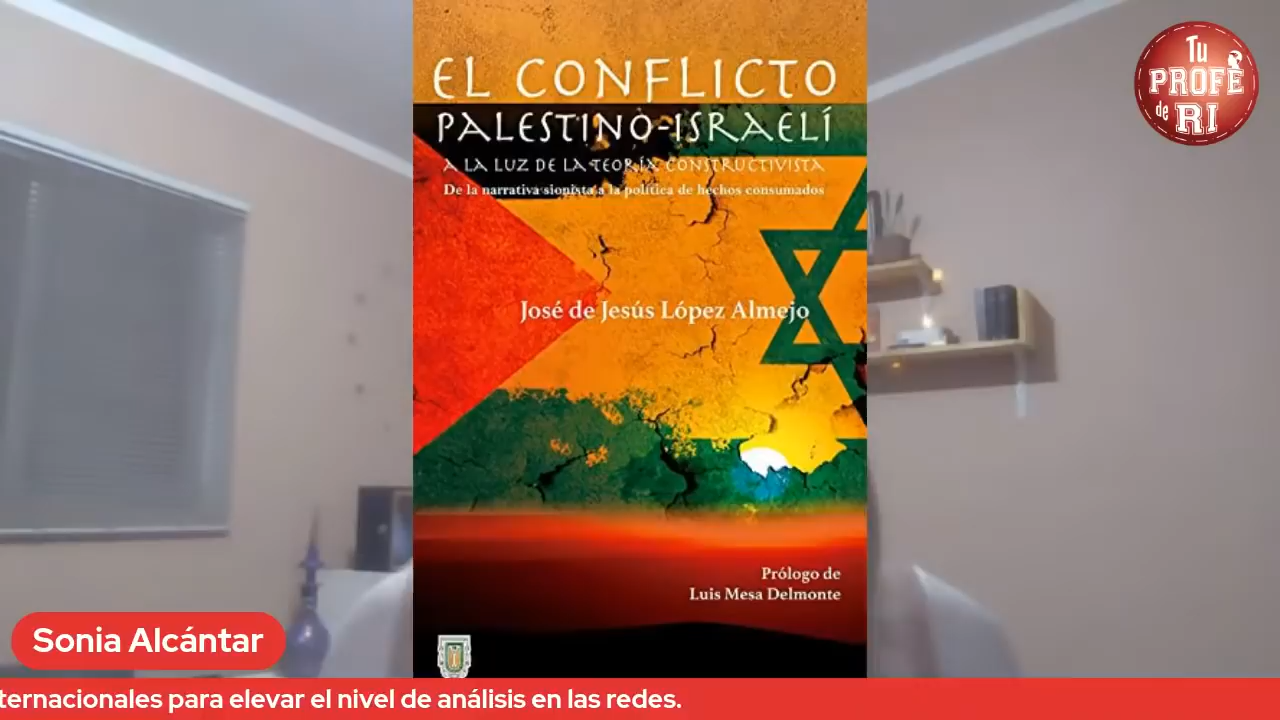 EL CONFLICTO
PALESTINO-ISRAELÍ
A LA LUZ DE LA TEORÍA CONSTRUCTIVISTA
De la narrativa sionista a la política de hechos consumados
José de Jesús López Almejo
Prólogo de
Luis Mesa Delmonte
Tu
PROFE
de RI
Sonia Alcántar
ternacionales para elevar el nivel de análisis en las redes.